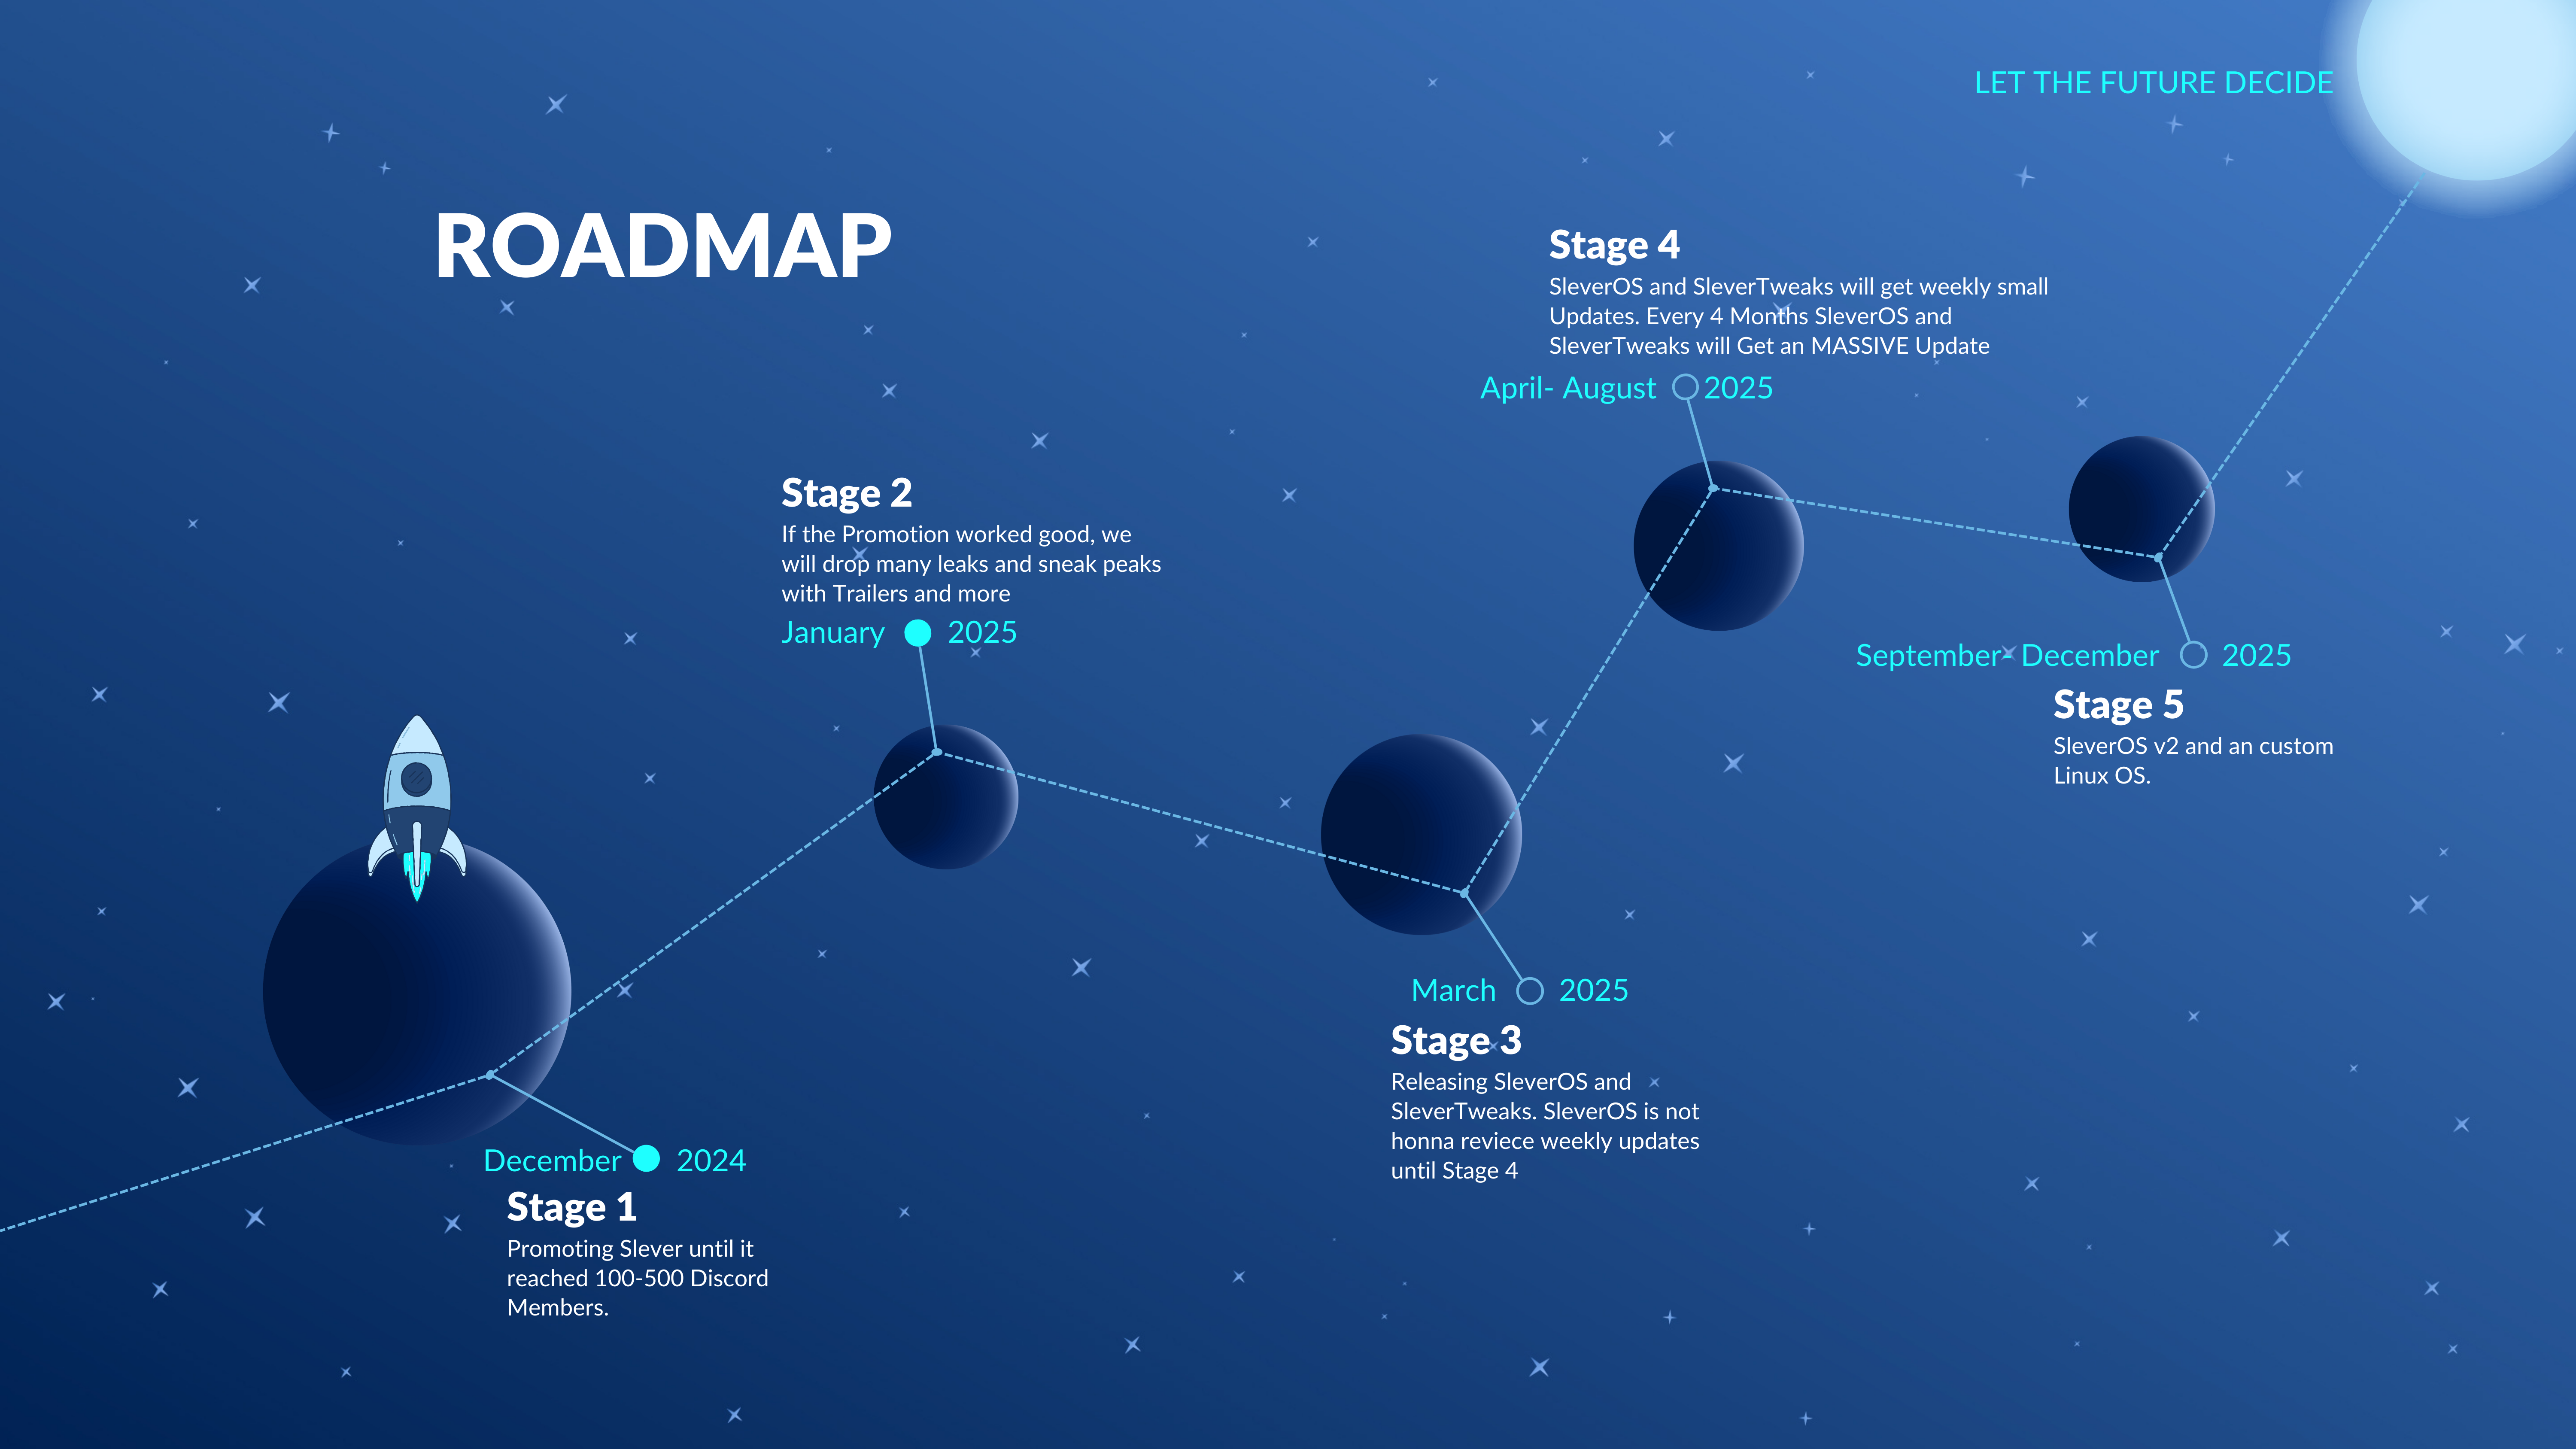 LET THE FUTURE DECIDE
ROADMAP
Stage 4
SleverOS and SleverTweaks will get weekly small
Updates. Every 4 Months SleverOS and
SleverTweaks will Get an MASSIVE Update
April- August 2025
Stage 2
If the Promotion worked good, we
will drop many leaks and sneak peaks
with Trailers and more
January 2025
September- December 2025
Stage 5
SleverOS v2 and an custom
Linux OS.
March 2025
Stage 3
Releasing SleverOS and
SleverTweaks. SleverOS is not
honna reviece weekly updates
until Stage 4
December 2024
Stage 1
Promoting Slever until it
reached 100-500 Discord
Members.